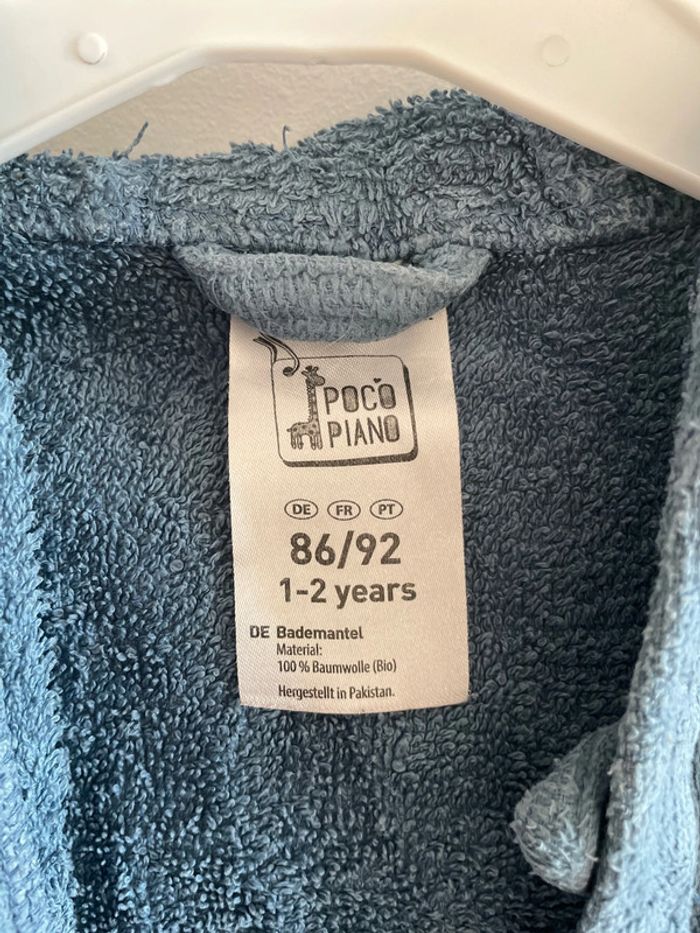 POCO
PIANO
DE FR PT
86/92
1-2 years
DE Bademantel
Material:
100 % Baumwolle (Bio)
Hergestellt in Pakistan.